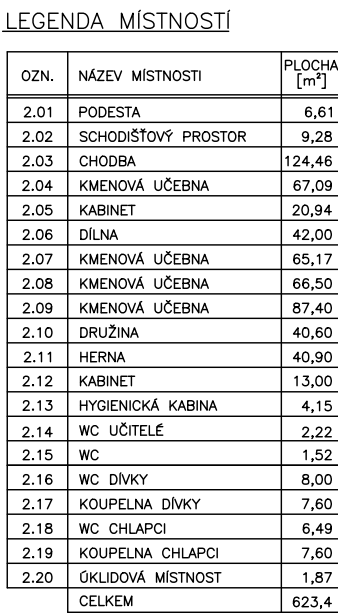 LEGENDA MÍSTNOSTÍ
OZN. NÁZEV MÍSTNOSTI PLOCHA [m²]
2.01 PODESTA 6,61
2.02 SCHODIŠŤOVÝ PROSTOR 9,28
2.03 CHODBA 124,46
2.04 KMENOVÁ UČEBNA 67,09
2.05 KABINET 20,94
2.06 DÍLNA 42,00
2.07 KMENOVÁ UČEBNA 65,17
2.08 KMENOVÁ UČEBNA 66,50
2.09 KMENOVÁ UČEBNA 87,40
2.10 DRUŽINA 40,60
2.11 HERNA 40,90
2.12 KABINET 13,00
2.13 HYGIENICKÁ KABINA 4,15
2.14 WC UČITELÉ 2,22
2.15 WC 1,52
2.16 WC DÍVKY 8,00
2.17 KOUPELNA DÍVKY 7,60
2.18 WC CHLAPCI 6,49
2.19 KOUPELNA CHLAPCI 7,60
2.20 ÚKLIDOVÁ MÍSTNOST 1,87
CELKEM 623,4